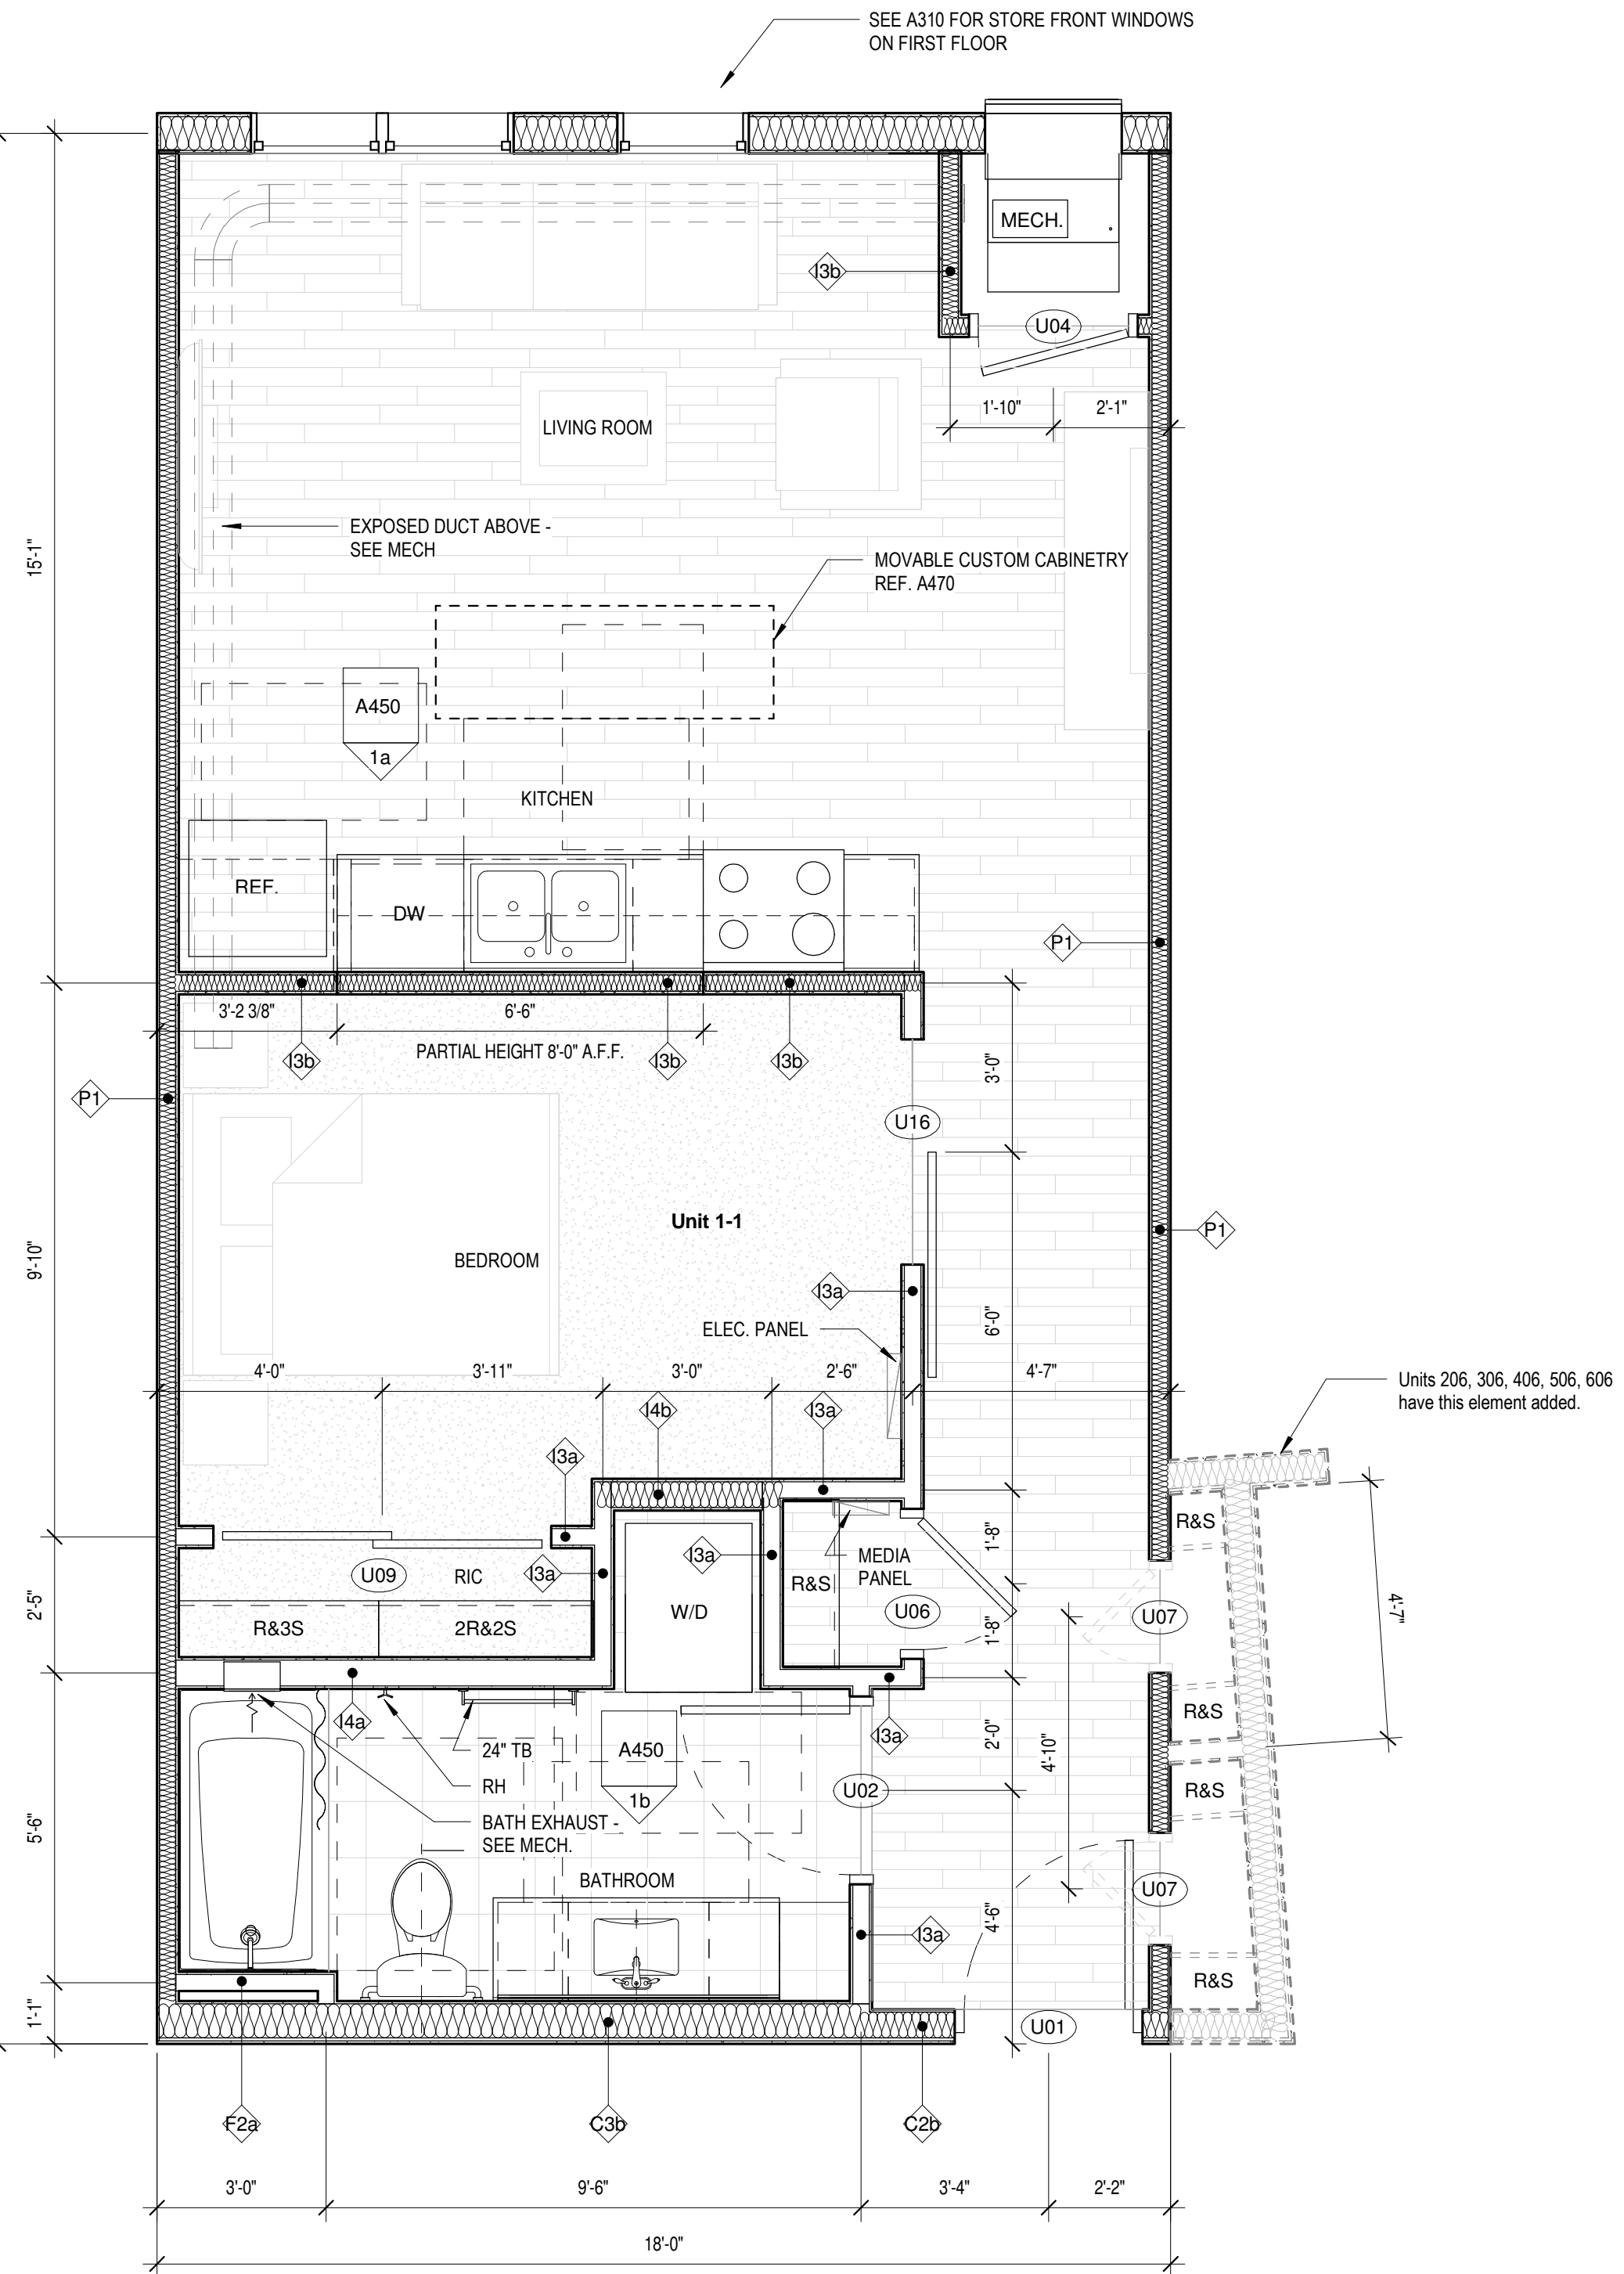 SEE A310 FOR STORE FRONT WINDOWS
ON FIRST FLOOR
MECH.
I3b
U04
1'-10"
2'-1"
LIVING ROOM
EXPOSED DUCT ABOVE -
SEE MECH
15'-1"
MOVABLE CUSTOM CABINETRY
REF. A470
A450
1a
KITCHEN
REF.
DW
P1
3'-2 3/8"
6'-6"
PARTIAL HEIGHT 8'-0" A.F.F.
I3b
I3b
I3b
3'-0"
P1
U16
Unit 1-1
P1
BEDROOM
9'-10"
I3a
ELEC. PANEL
6'-0"
4'-0"
3'-11"
3'-0"
2'-6"
4'-7"
Units 206, 306, 406, 506, 606
have this element added.
I4b
I3a
I3a
R&S
1'-8"
I3a
MEDIA
PANEL
U09
RIC
I3a
R&S
2'-5"
W/D
U06
U07
4'-7"
R&3S
2R&2S
1'-8"
I4a
I3a
R&S
24" TB
A450
2'-0"
4'-10"
RH
1b
U02
R&S
BATH EXHAUST -
SEE MECH.
5'-6"
BATHROOM
U07
4'-6"
I3a
R&S
1'-1"
U01
F2a
C3b
C2b
3'-0"
9'-6"
3'-4"
2'-2"
18'-0"